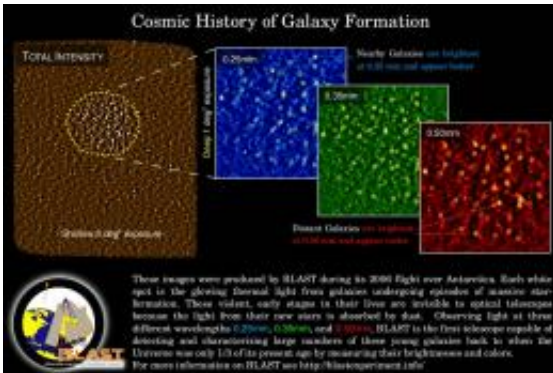 Cosmic History of Galaxy Formation
TOTAL INTENSITY
0.25mm
Nearby Galaxies are brightest
at 0.25 mm and appear bluer
Deep 1 deg² exposure
0.35mm
0.50mm
Shallow deg² exposure
Distant Galaxies are brightest
at 0.50 mm and appear redder
These images were produced by BLAST during its 2006 flight over Antarctica. Each white
spot is the glowing thermal light from galaxies undergoing episodes of massive star-
formation. These violent, early stages in their lives are invisible to optical telescopes
because the light from their new stars is absorbed by dust. Observing light at three
different wavelengths 0.25mm, 0.35mm, and 0.50mm, BLAST is the first telescope capable of
detecting and characterizing large numbers of these young galaxies back to when the
Universe was only 1/3 of its present age by measuring their brightnesses and colors.
For more information on BLAST see http://blastexperiment.info/
BLAST